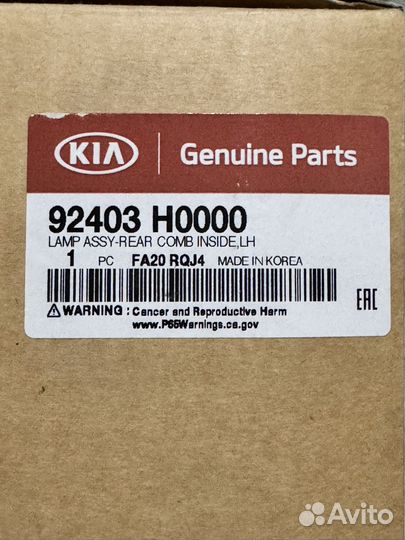 KIA Genuine Parts
92403 H0000
LAMP ASSY-REAR COMB INSIDE,LH
1 PC FA20 RQJ4 MADE IN KOREA
EAC
WARNING : Cancer and Reproductive Harm
www.P65Warnings.ca.gov
Avito